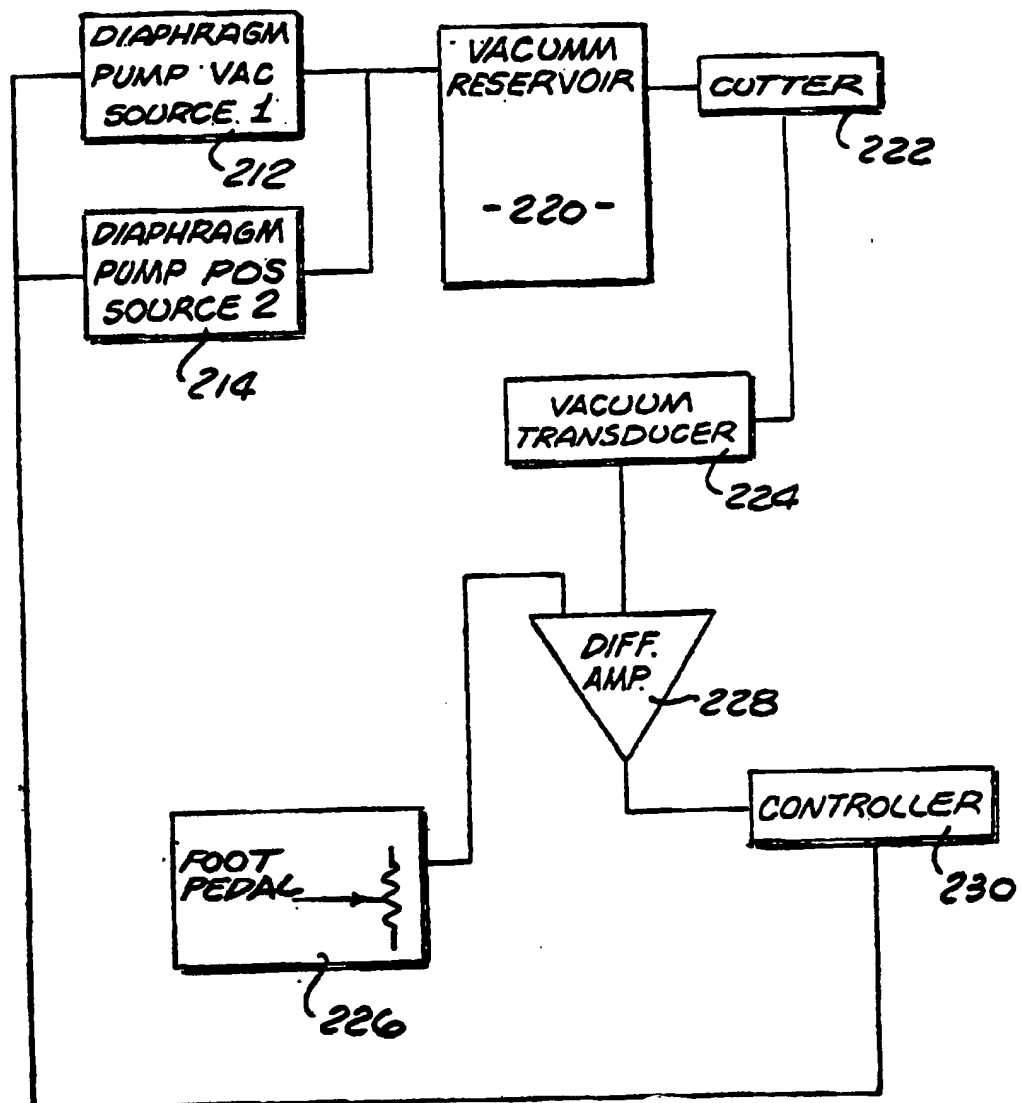 DIAPHRAGM
PUMP VAC
SOURCE 1
212
DIAPHRAGM
PUMP POS
SOURCE 2
214
VACUMM
RESERVOIR
-220-
CUTTER
222
VACUUM
TRANSDUCER
224
DIFF.
AMP.
228
CONTROLLER
230
FOOT
PEDAL
226